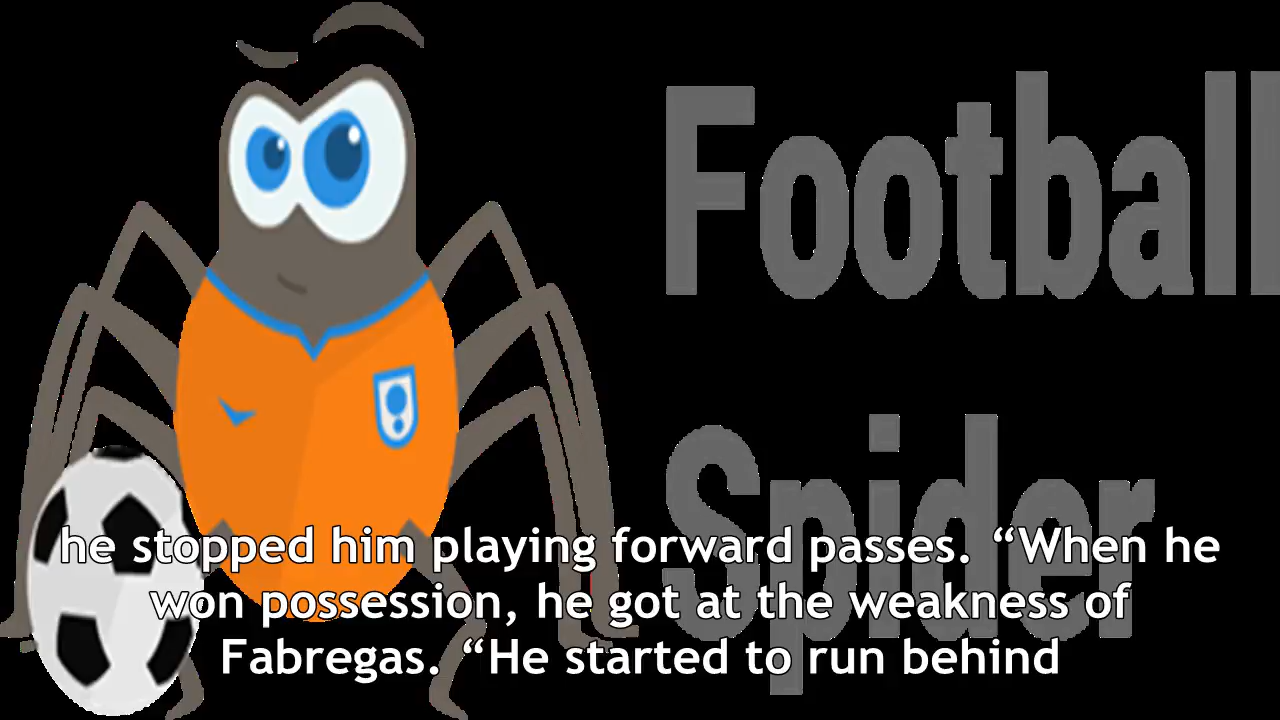 Football
Spider
he stopped him playing forward passes. “When he
won possession, he got at the weakness of
Fabregas. “He started to run behind